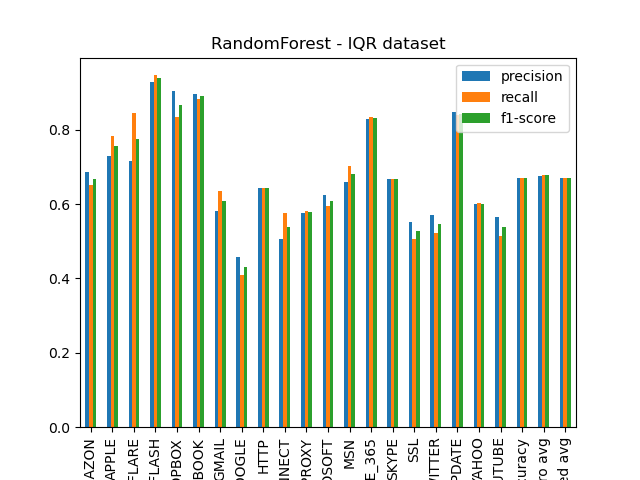 RandomForest - IQR dataset
precision
recall
f1-score
0.8
0.6
0.4
0.2
0.0
AZON
APPLE
FLARE
FLASH
OPBOX
BOOK
GMAIL
OOGLE
HTTP
NNECT
PROXY
OSOFT
MSN
E_365
SKYPE
SSL
ITTER
PDATE
YAHOO
UTUBE
curacy
ro avg
ed avg